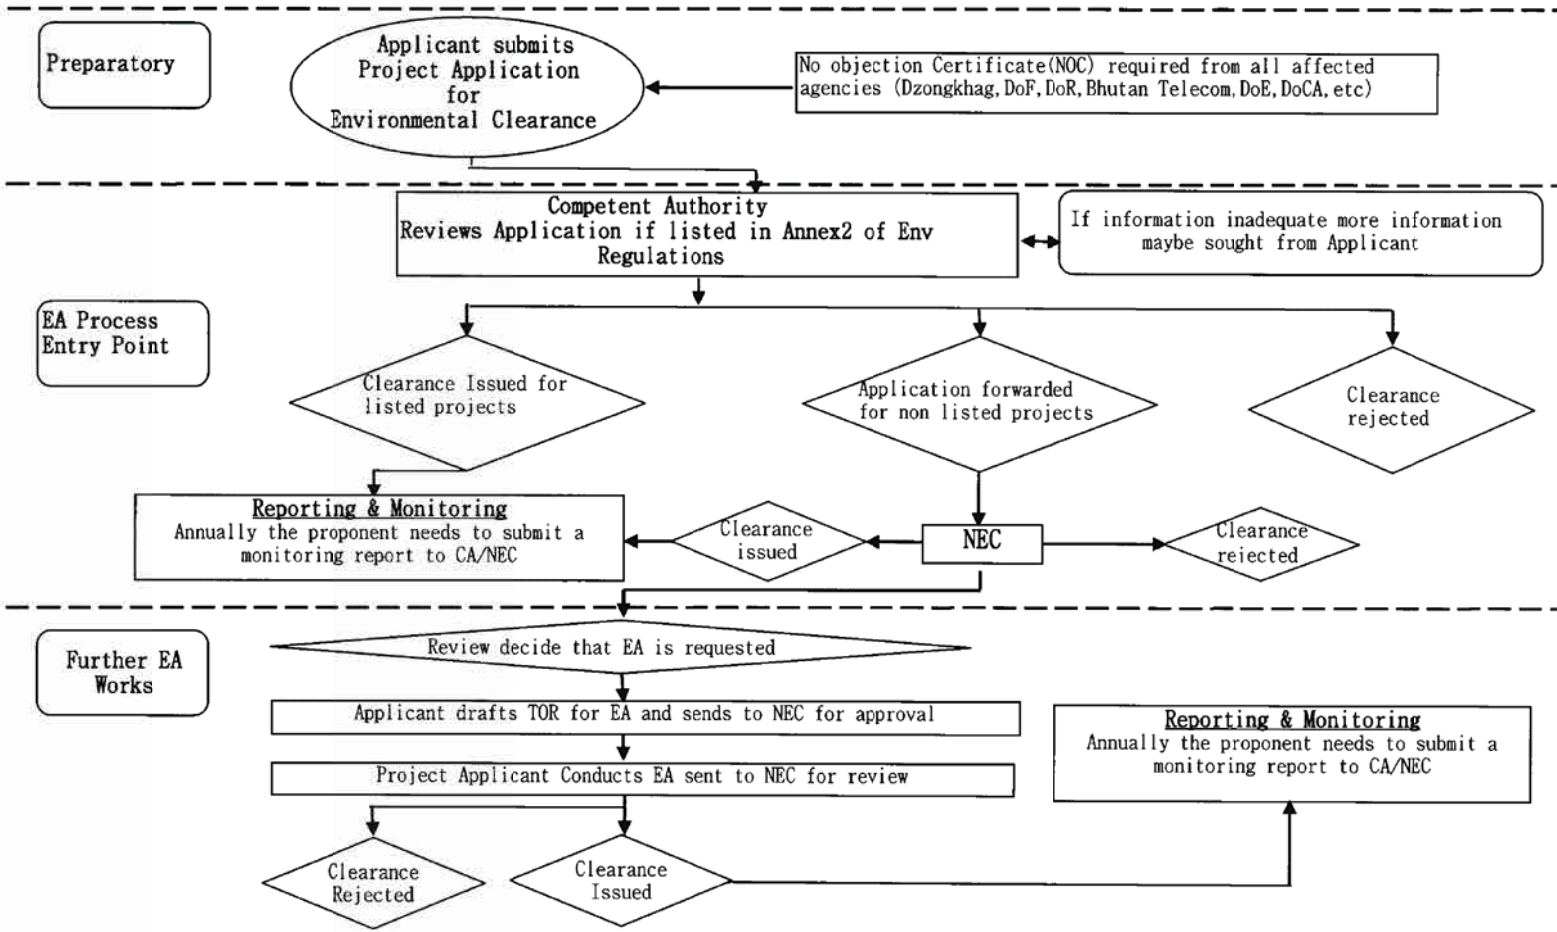 Preparatory
Applicant submits
Project Application
for
Environmental Clearance
No objection Certificate(NOC) required from all affected
agencies (Dzongkhag, DoF, DoR, Bhutan Telecom, DoE, DoCA, etc)
Competent Authority
Reviews Application if listed in Annex2 of Env
Regulations
If information inadequate more information
maybe sought from Applicant
EA Process
Entry Point
Clearance Issued for
listed projects
Application forwarded
for non listed projects
Clearance
rejected
Reporting & Monitoring
Annually the proponent needs to submit a
monitoring report to CA/NEC
Clearance
issued
NEC
Clearance
rejected
Further EA
Works
Review decide that EA is requested
Applicant drafts TOR for EA and sends to NEC for approval
Project Applicant Conducts EA sent to NEC for review
Reporting & Monitoring
Annually the proponent needs to submit a
monitoring report to CA/NEC
Clearance
Rejected
Clearance
Issued